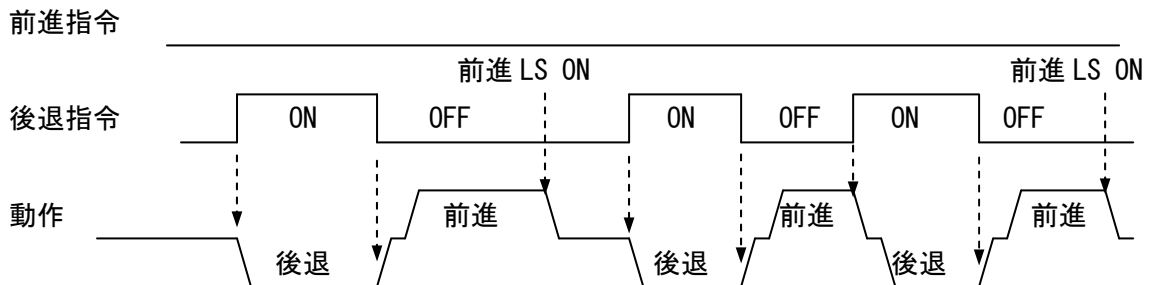 前進指令
前進 LS ON 前進 LS ON
後退指令 ON OFF ON OFF ON OFF
動作 前進 前進 前進
後退 後退 後退